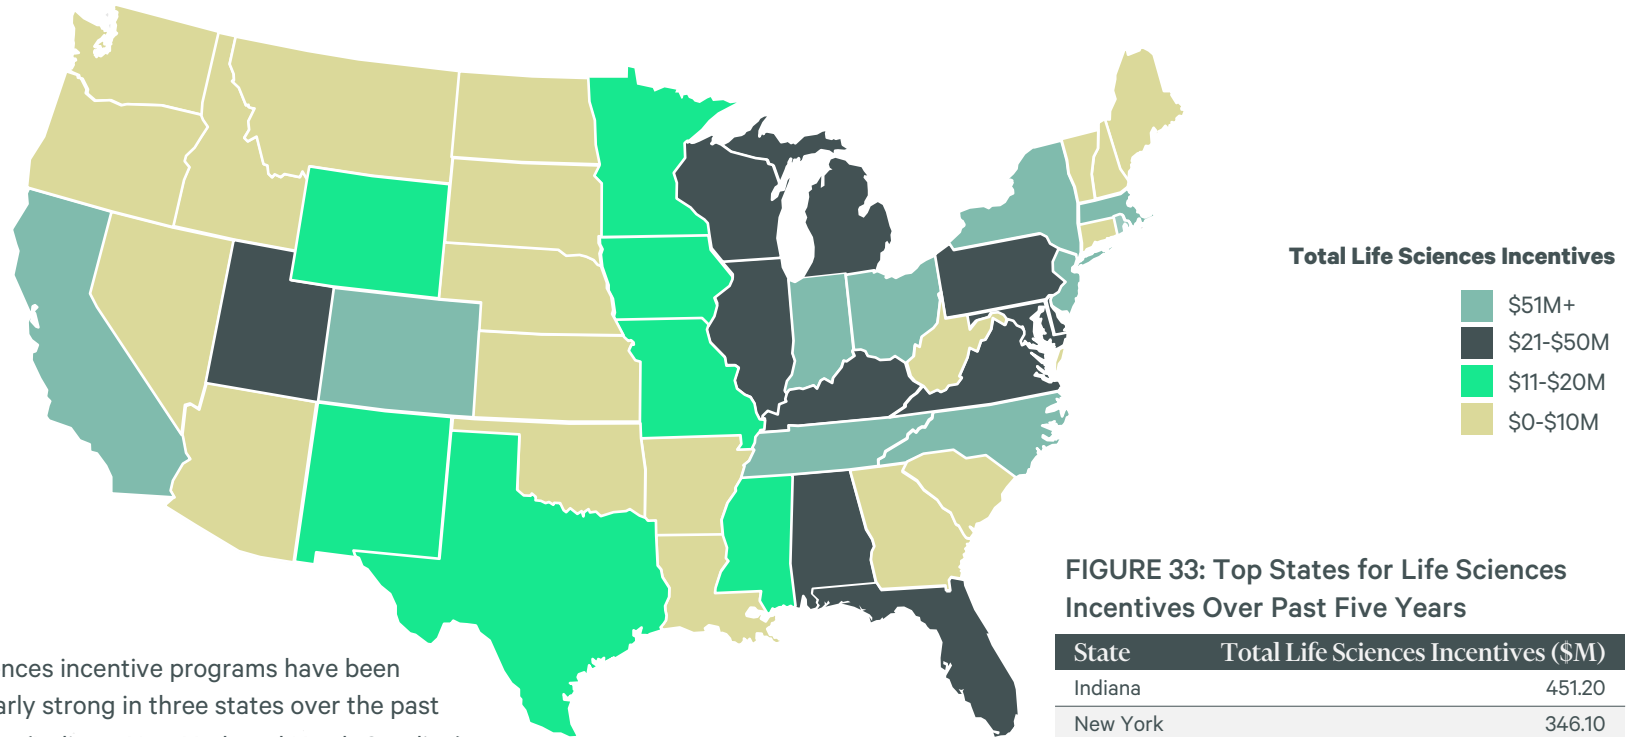 Total Life Sciences Incentives
$51M+
$21-$50M
$11-$20M
$0-$10M
FIGURE 33: Top States for Life Sciences
Incentives Over Past Five Years
State Total Life Sciences Incentives ($M)
Indiana 451.20
New York 346.10
nces incentive programs have been
arly strong in three states over the past